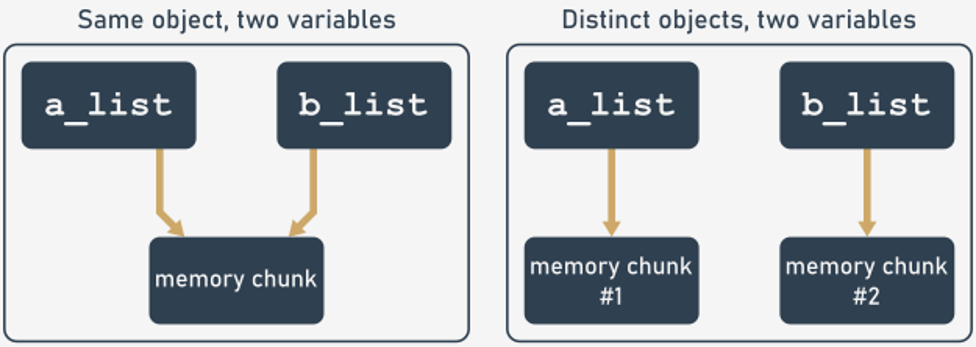 Same object, two variables
a_list
b_list
memory chunk
Distinct objects, two variables
a_list
b_list
memory chunk
#1
memory chunk
#2